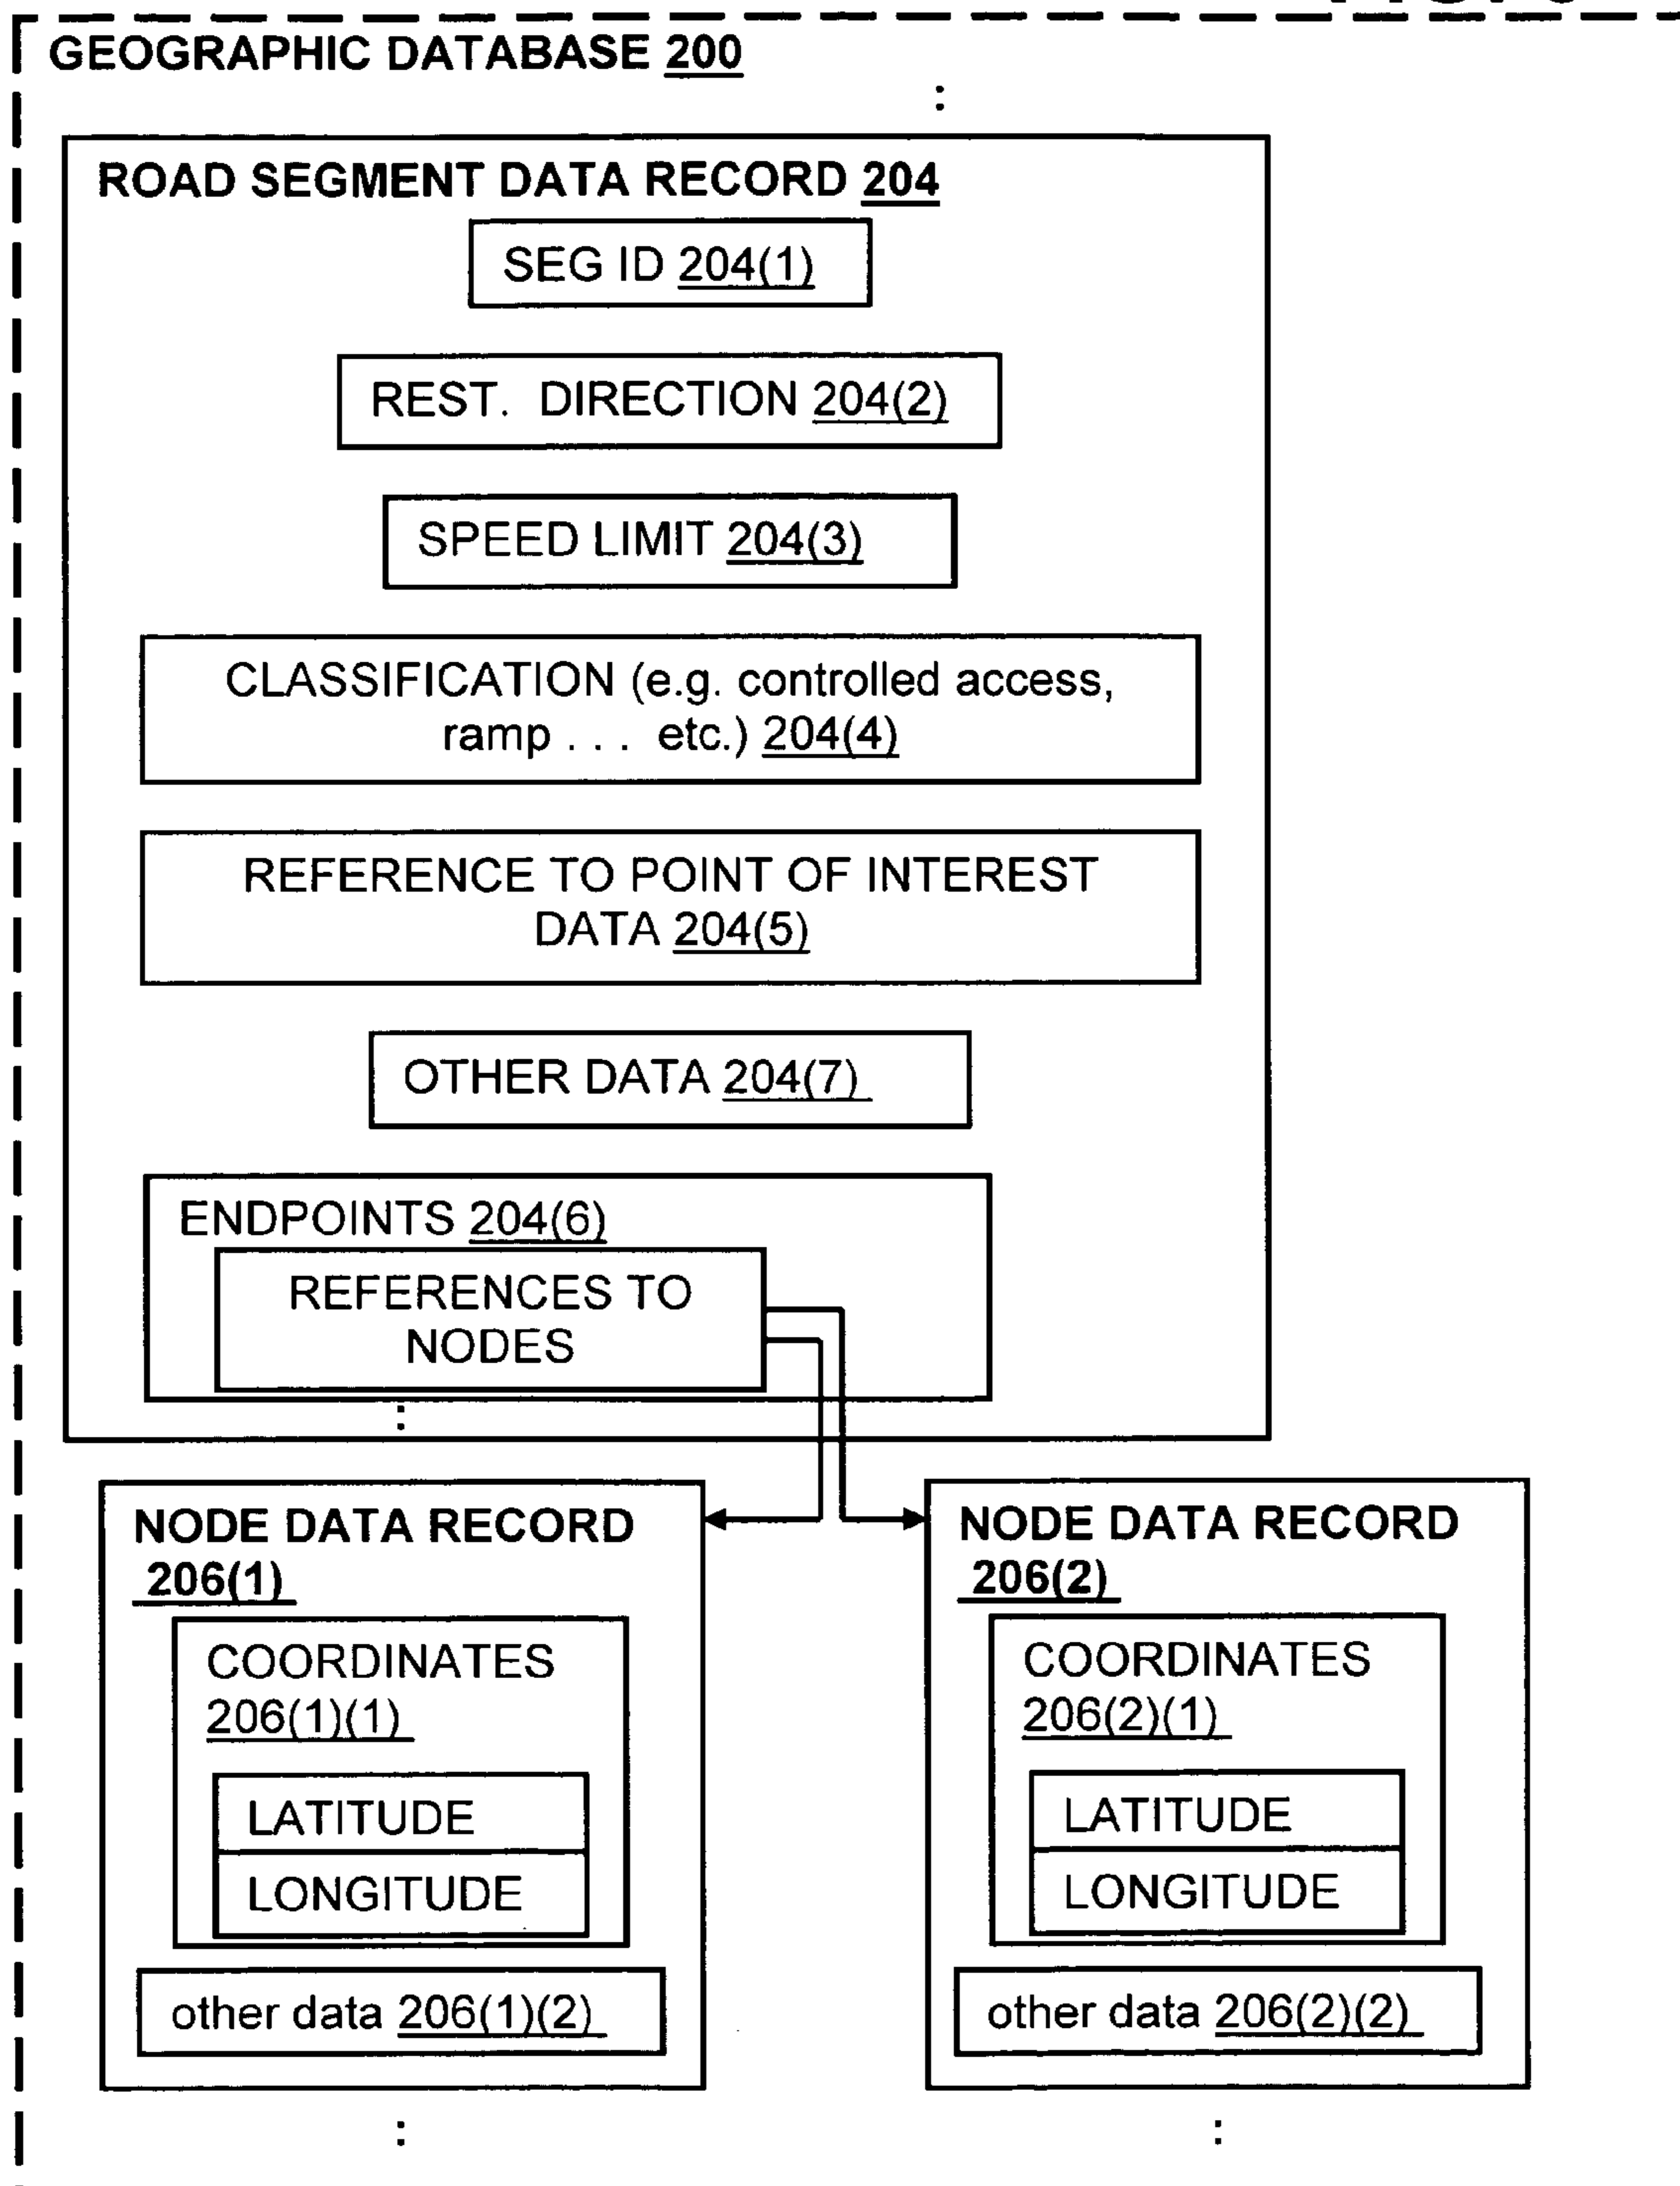 GEOGRAPHIC DATABASE 200
:
ROAD SEGMENT DATA RECORD 204
SEG ID 204(1)
REST. DIRECTION 204(2)
SPEED LIMIT 204(3)
CLASSIFICATION (e.g. controlled access,
ramp . . . etc.) 204(4)
REFERENCE TO POINT OF INTEREST
DATA 204(5)
OTHER DATA 204(7)
ENDPOINTS 204(6)
REFERENCES TO
NODES
:
NODE DATA RECORD
206(1)
COORDINATES
206(1)(1)
LATITUDE
LONGITUDE
other data 206(1)(2)
:
NODE DATA RECORD
206(2)
COORDINATES
206(2)(1)
LATITUDE
LONGITUDE
other data 206(2)(2)
: